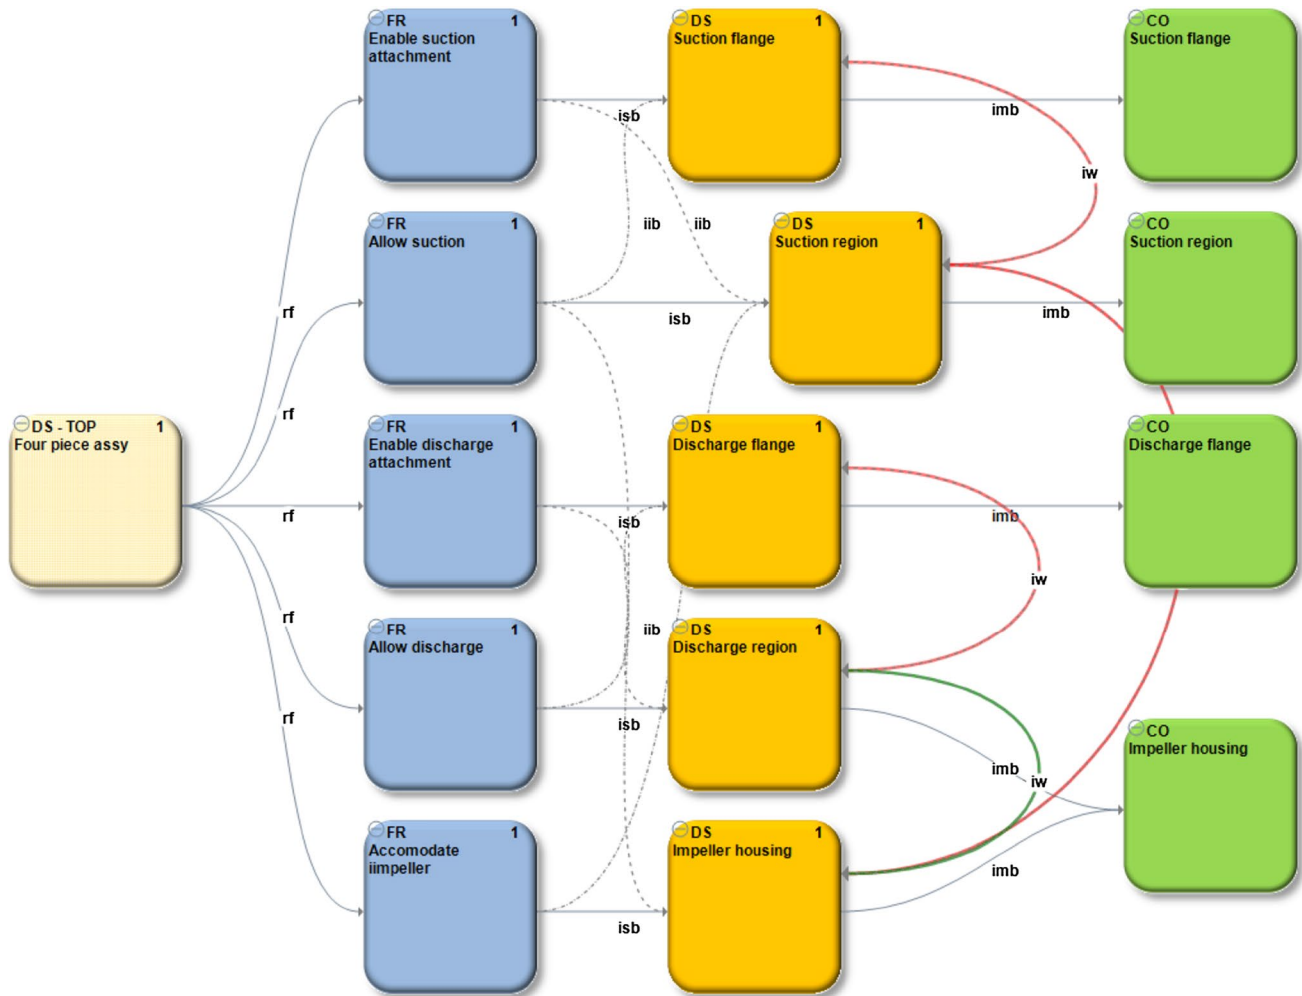 FR 1
Enable suction
attachment
DS 1
Suction flange
CO
Suction flange
isb
imb
iw
iib
iib
FR 1
Allow suction
DS 1
Suction region
CO
Suction region
rf
isb
imb
rf
DS - TOP 1
Four piece assy
FR 1
Enable discharge
attachment
DS 1
Discharge flange
CO
Discharge flange
rf
isb
imb
iw
rf
FR 1
Allow discharge
iib
DS 1
Discharge region
rf
isb
imb
iw
CO
Impeller housing
FR 1
Accomodate
iimpeller
DS 1
Impeller housing
imb
isb